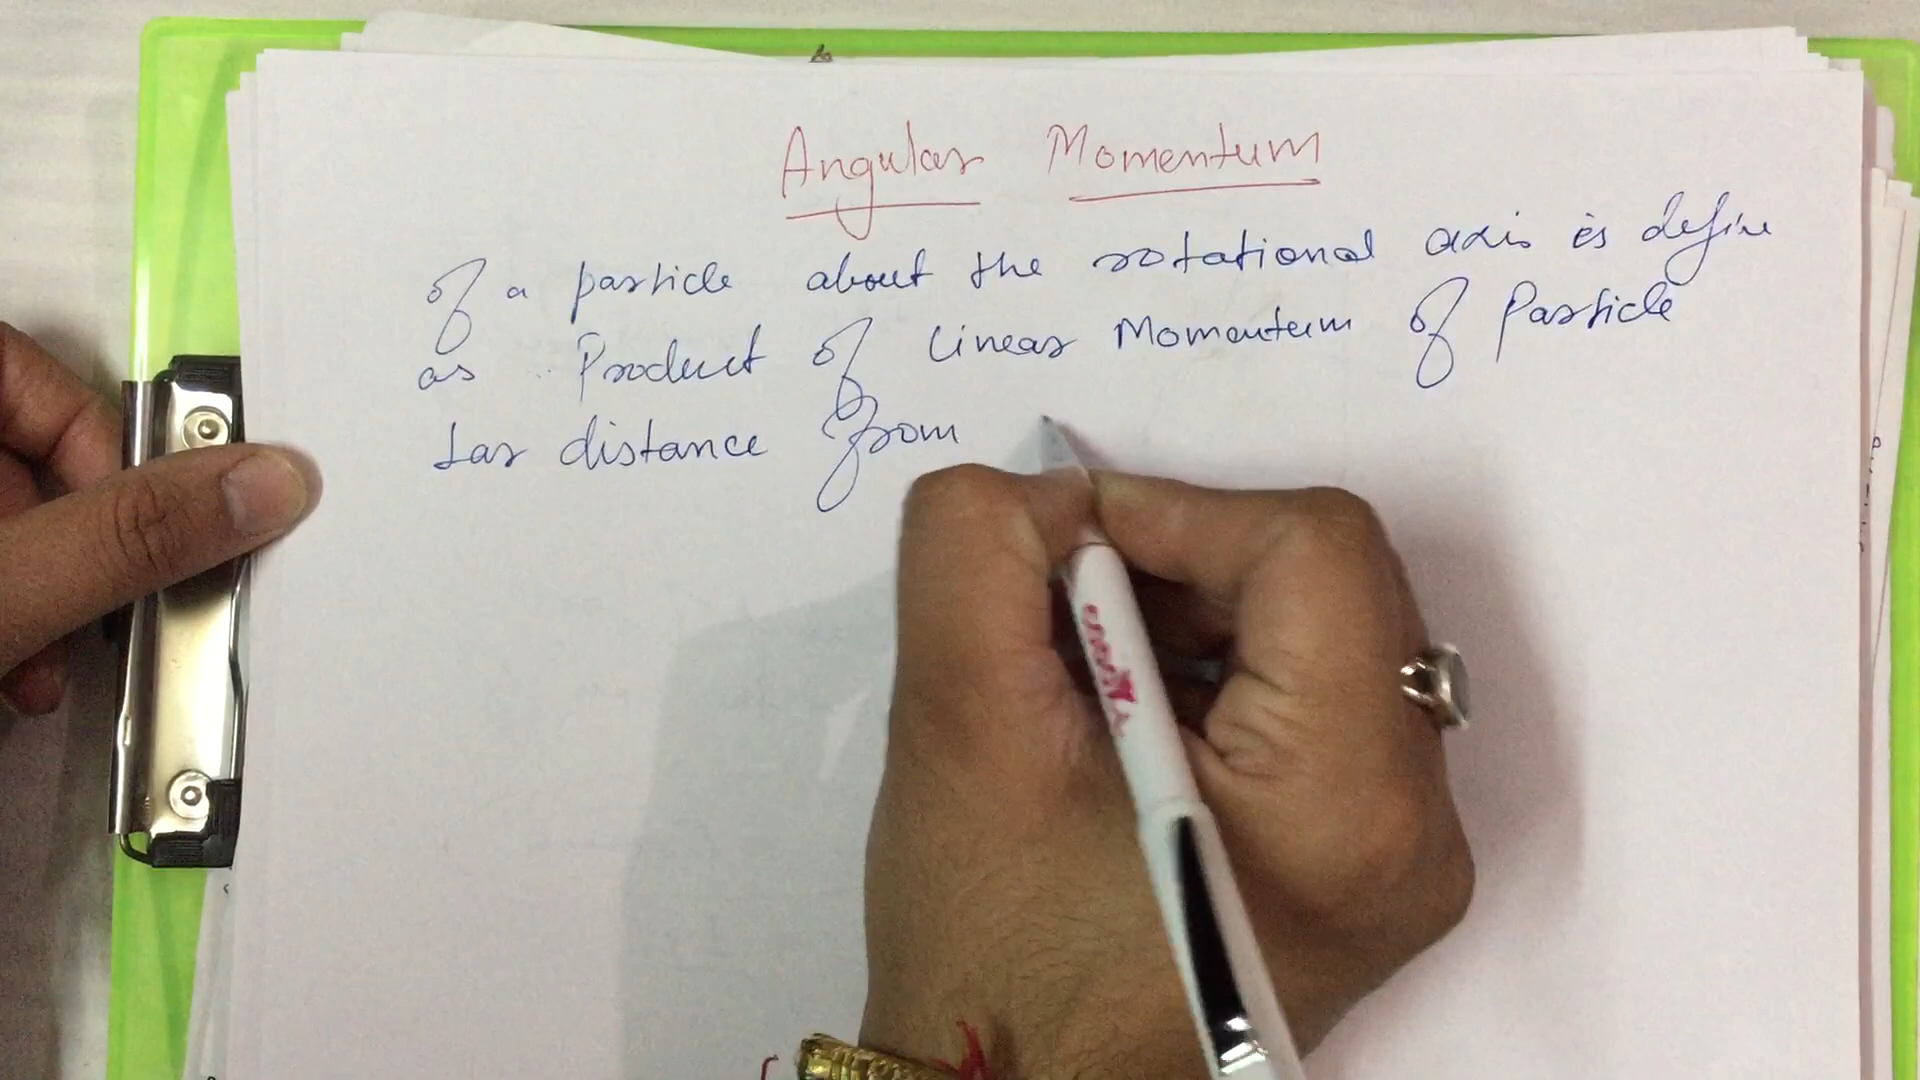 Angular Momentum
of a particle about the rotational axis is define
as Product of Linear Momentum of Particle
tar distance from